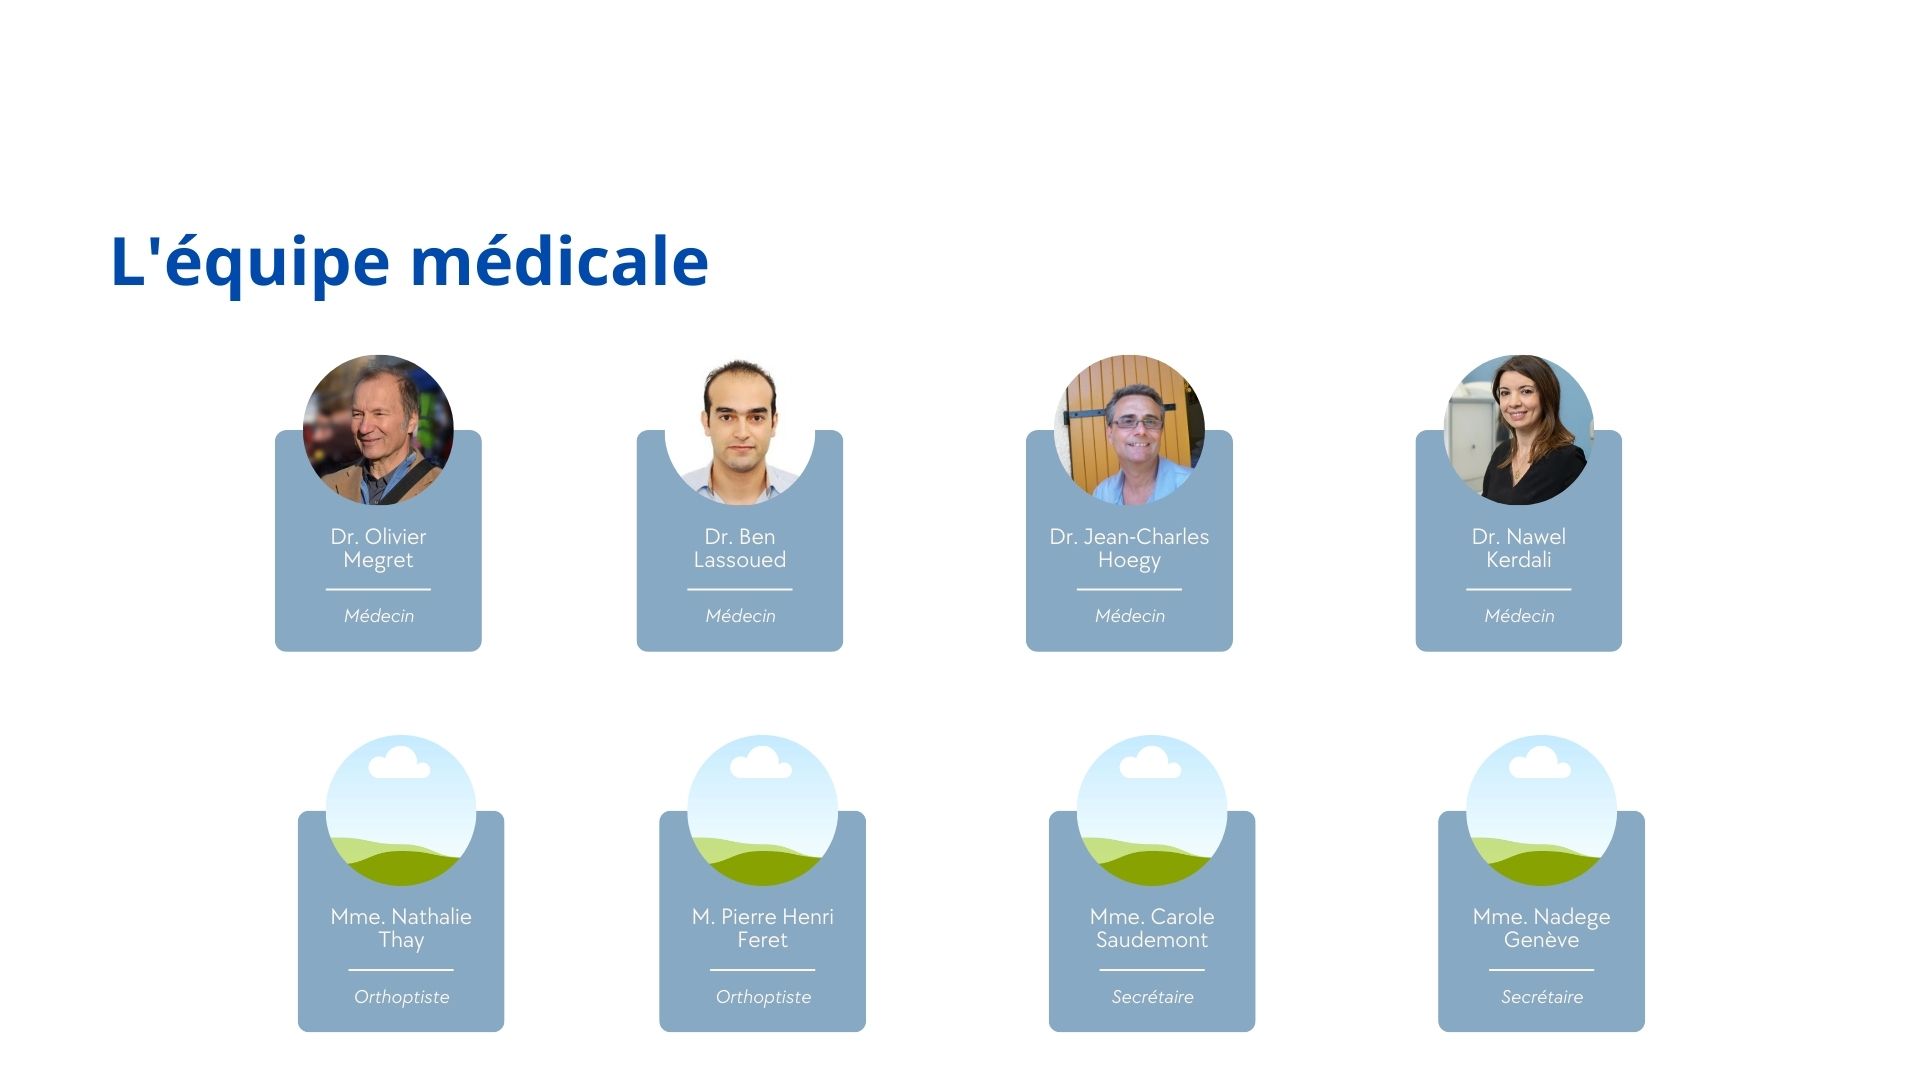 L'équipe médicale
Dr. Olivier
Megret
Médecin
Dr. Ben
Lassoued
Médecin
Dr. Jean-Charles
Hoegy
Médecin
Dr. Nawel
Kerdali
Médecin
Mme. Nathalie
Thay
Orthoptiste
M. Pierre Henri
Feret
Orthoptiste
Mme. Carole
Saudemont
Secrétaire
Mme. Nadege
Genève
Secrétaire